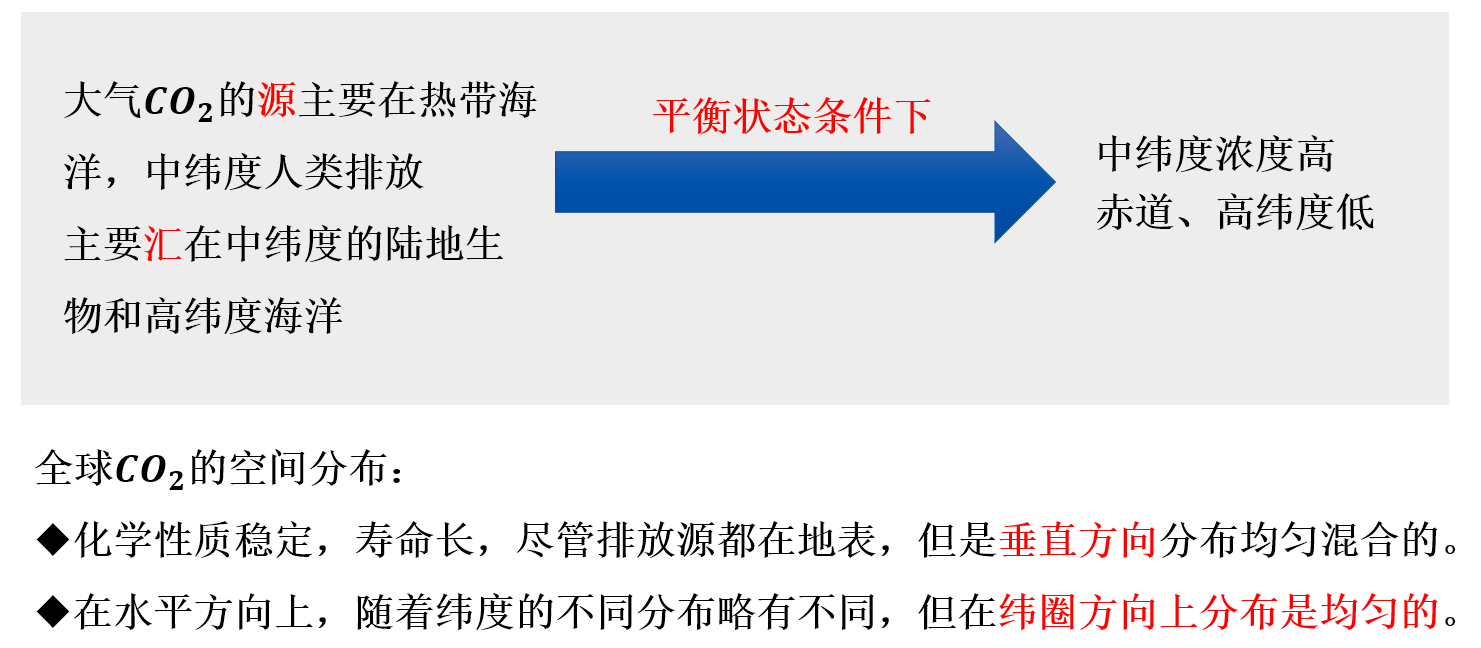 大气CO₂的源主要在热带海
洋，中纬度人类排放
主要汇在中纬度的陆地生
物和高纬度海洋
平衡状态条件下
中纬度浓度高
赤道、高纬度低
全球CO₂的空间分布：
◆化学性质稳定，寿命长，尽管排放源都在地表，但是垂直方向分布均匀混合的。
◆在水平方向上，随着纬度的不同分布略有不同，但在纬圈方向上分布是均匀的。